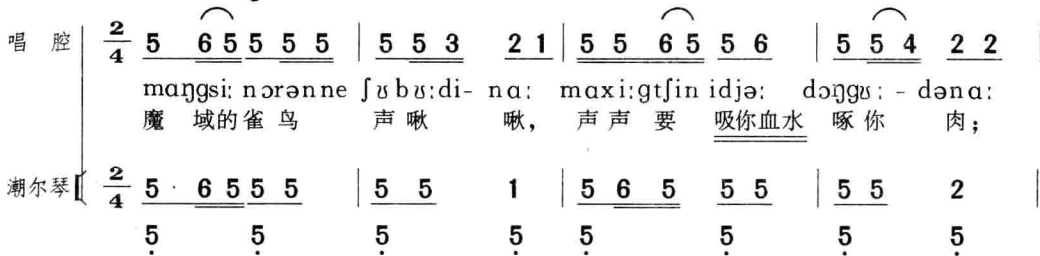 唱腔 2/4 5 6 5 5 5 5 | 5 5 3 2 1 | 5 5 6 5 5 6 | 5 5 4 2 2
maŋgsiː nɔrənne ʃʊbʊːdi- naː maxiːgtʃin idjəː dɔŋgʊː - dənaː
魔 域的雀鸟 声啾 啾， 声声要 吸你血水 啄你 肉；
潮尔琴 2/4 5 · 6 5 5 5 | 5 5 1 | 5 6 5 5 5 | 5 5 2
5 5 5 5 5 5 5 5